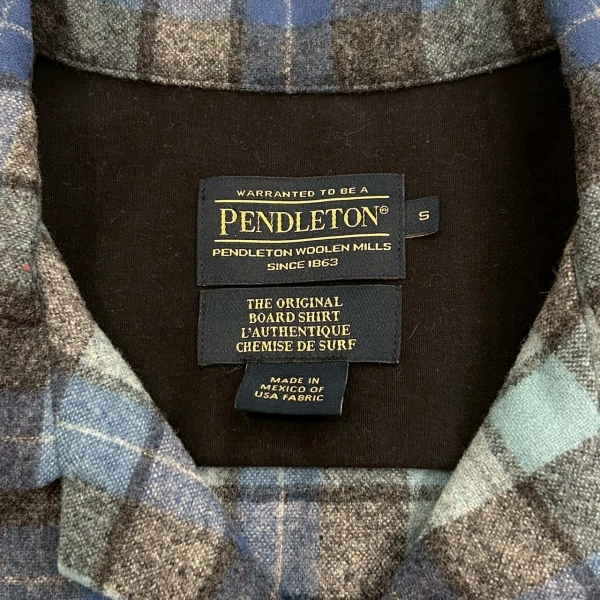 WARRANTED TO BE A
PENDLETON®
PENDLETON WOOLEN MILLS
SINCE 1863
S
THE ORIGINAL
BOARD SHIRT
L'AUTHENTIQUE
CHEMISE DE SURF
MADE IN
MEXICO OF
USA FABRIC